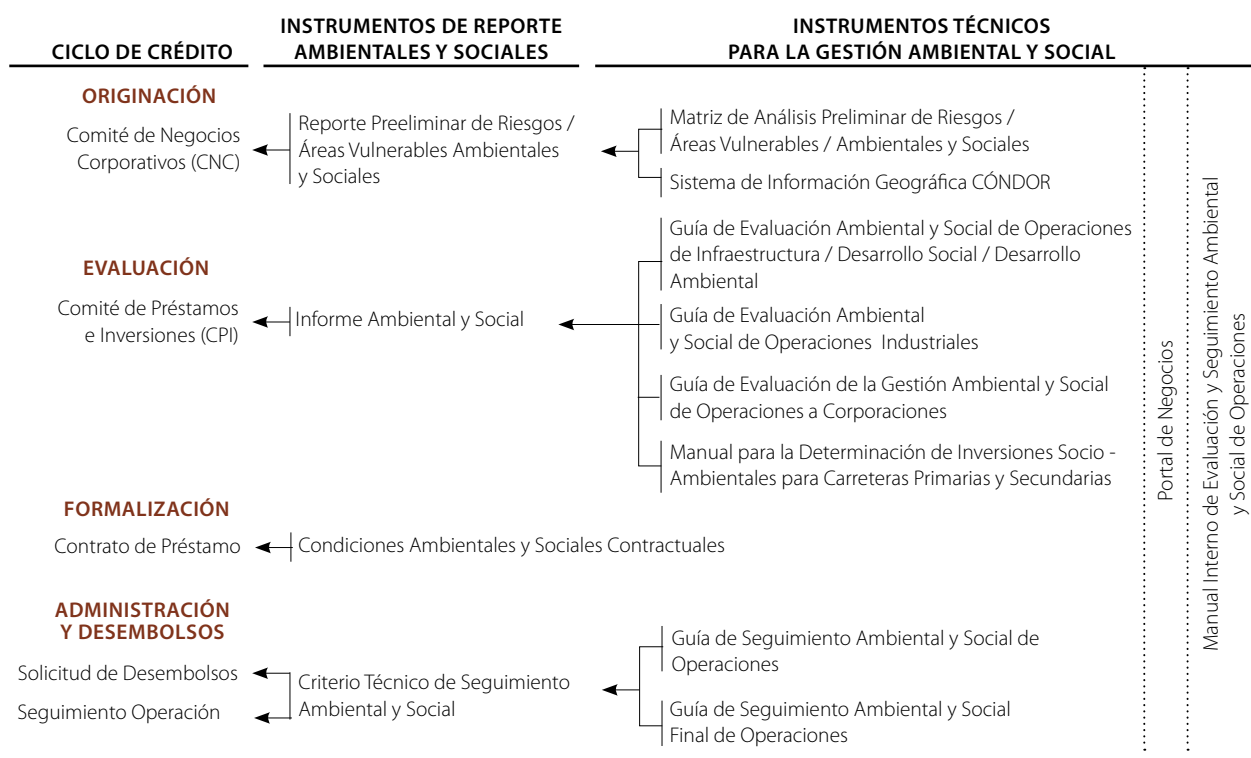 CICLO DE CRÉDITO
INSTRUMENTOS DE REPORTE
AMBIENTALES Y SOCIALES
INSTRUMENTOS TÉCNICOS
PARA LA GESTIÓN AMBIENTAL Y SOCIAL
ORIGINACIÓN
Comité de Negocios
Corporativos (CNC)
Reporte Preeliminar de Riesgos /
Áreas Vulnerables Ambientales
y Sociales
Matriz de Análisis Preliminar de Riesgos /
Áreas Vulnerables / Ambientales y Sociales
Sistema de Información Geográfica CÓNDOR
EVALUACIÓN
Comité de Préstamos
e Inversiones (CPI)
Informe Ambiental y Social
Guía de Evaluación Ambiental y Social de Operaciones
de Infraestructura / Desarrollo Social / Desarrollo
Ambiental
Guía de Evaluación Ambiental
y Social de Operaciones Industriales
Guía de Evaluación de la Gestión Ambiental y Social
de Operaciones a Corporaciones
Manual para la Determinación de Inversiones Socio -
Ambientales para Carreteras Primarias y Secundarias
FORMALIZACIÓN
Contrato de Préstamo
Condiciones Ambientales y Sociales Contractuales
ADMINISTRACIÓN
Y DESEMBOLSOS
Solicitud de Desembolsos
Seguimiento Operación
Criterio Técnico de Seguimiento
Ambiental y Social
Guía de Seguimiento Ambiental y Social de
Operaciones
Guía de Seguimiento Ambiental y Social
Final de Operaciones
Portal de Negocios
Manual Interno de Evaluación y Seguimiento Ambiental
y Social de Operaciones